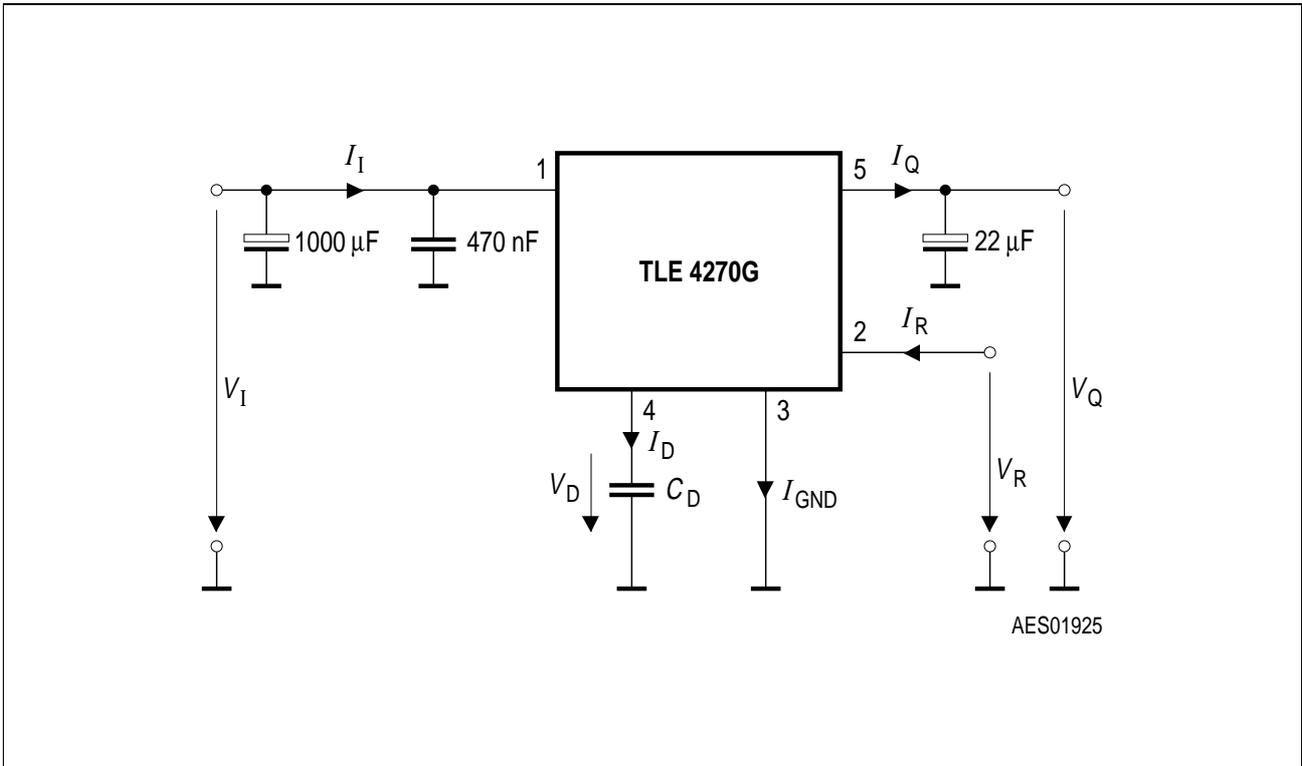 I_I
1
5
I_Q
1000 µF
470 nF
22 µF
TLE 4270G
2
I_R
V_I
V_Q
4
3
I_D
V_D
C_D
I_GND
V_R
AES01925